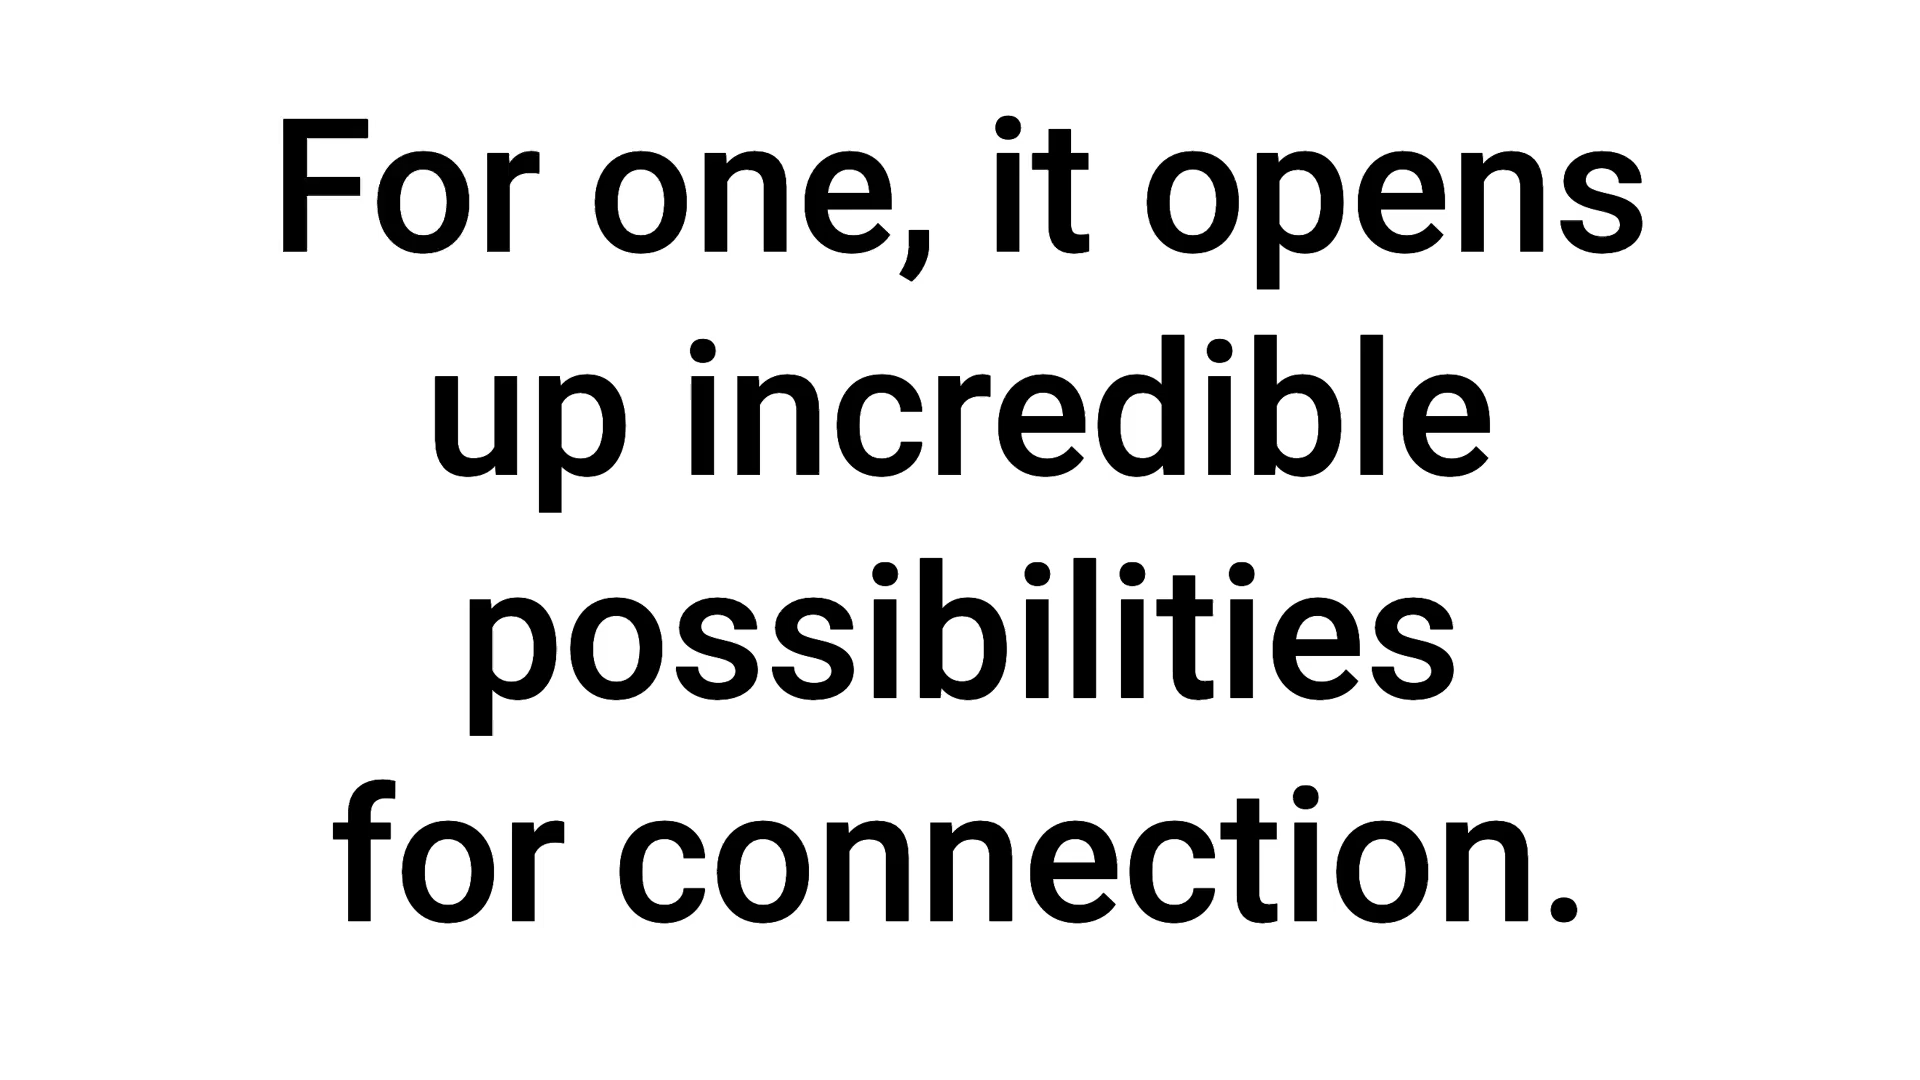 For one, it opens
up incredible
possibilities
for connection.